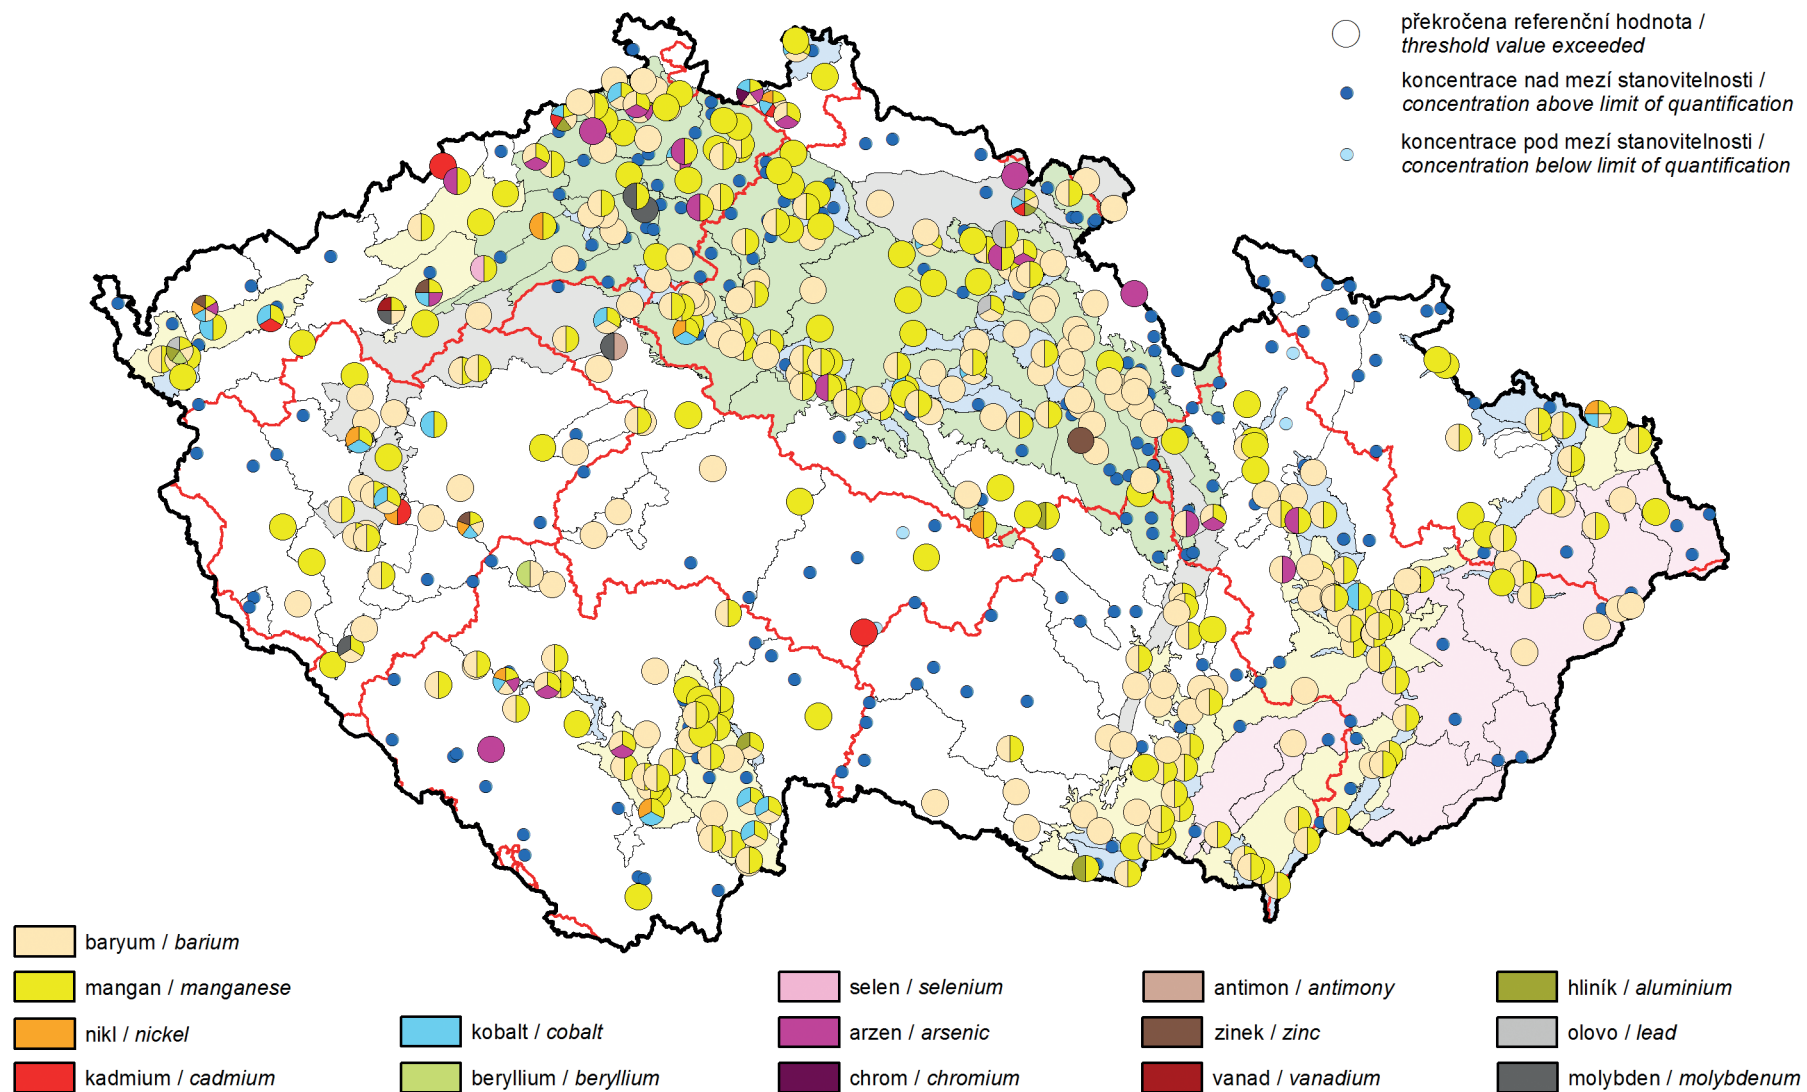 překročena referenční hodnota /
threshold value exceeded
koncentrace nad mezí stanovitelnosti /
concentration above limit of quantification
koncentrace pod mezí stanovitelnosti /
concentration below limit of quantification
baryum / barium
mangan / manganese
nikl / nickel
kadmium / cadmium
kobalt / cobalt
beryllium / beryllium
selen / selenium
arzen / arsenic
chrom / chromium
antimon / antimony
zinek / zinc
vanad / vanadium
hliník / aluminium
olovo / lead
molybden / molybdenum